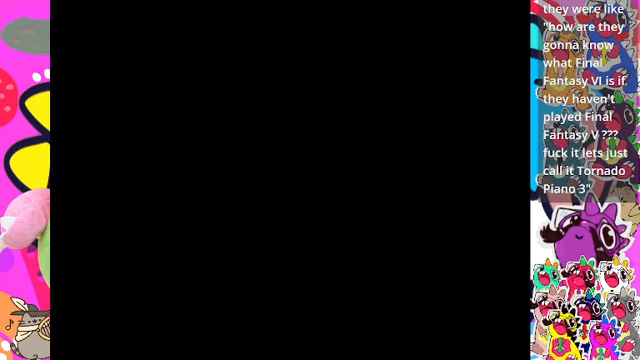 they were like
"how are they
gonna know
what Final
Fantasy VI is if
they haven't
played Final
Fantasy V ???
fuck it lets just
call it Tornado
Piano 3"